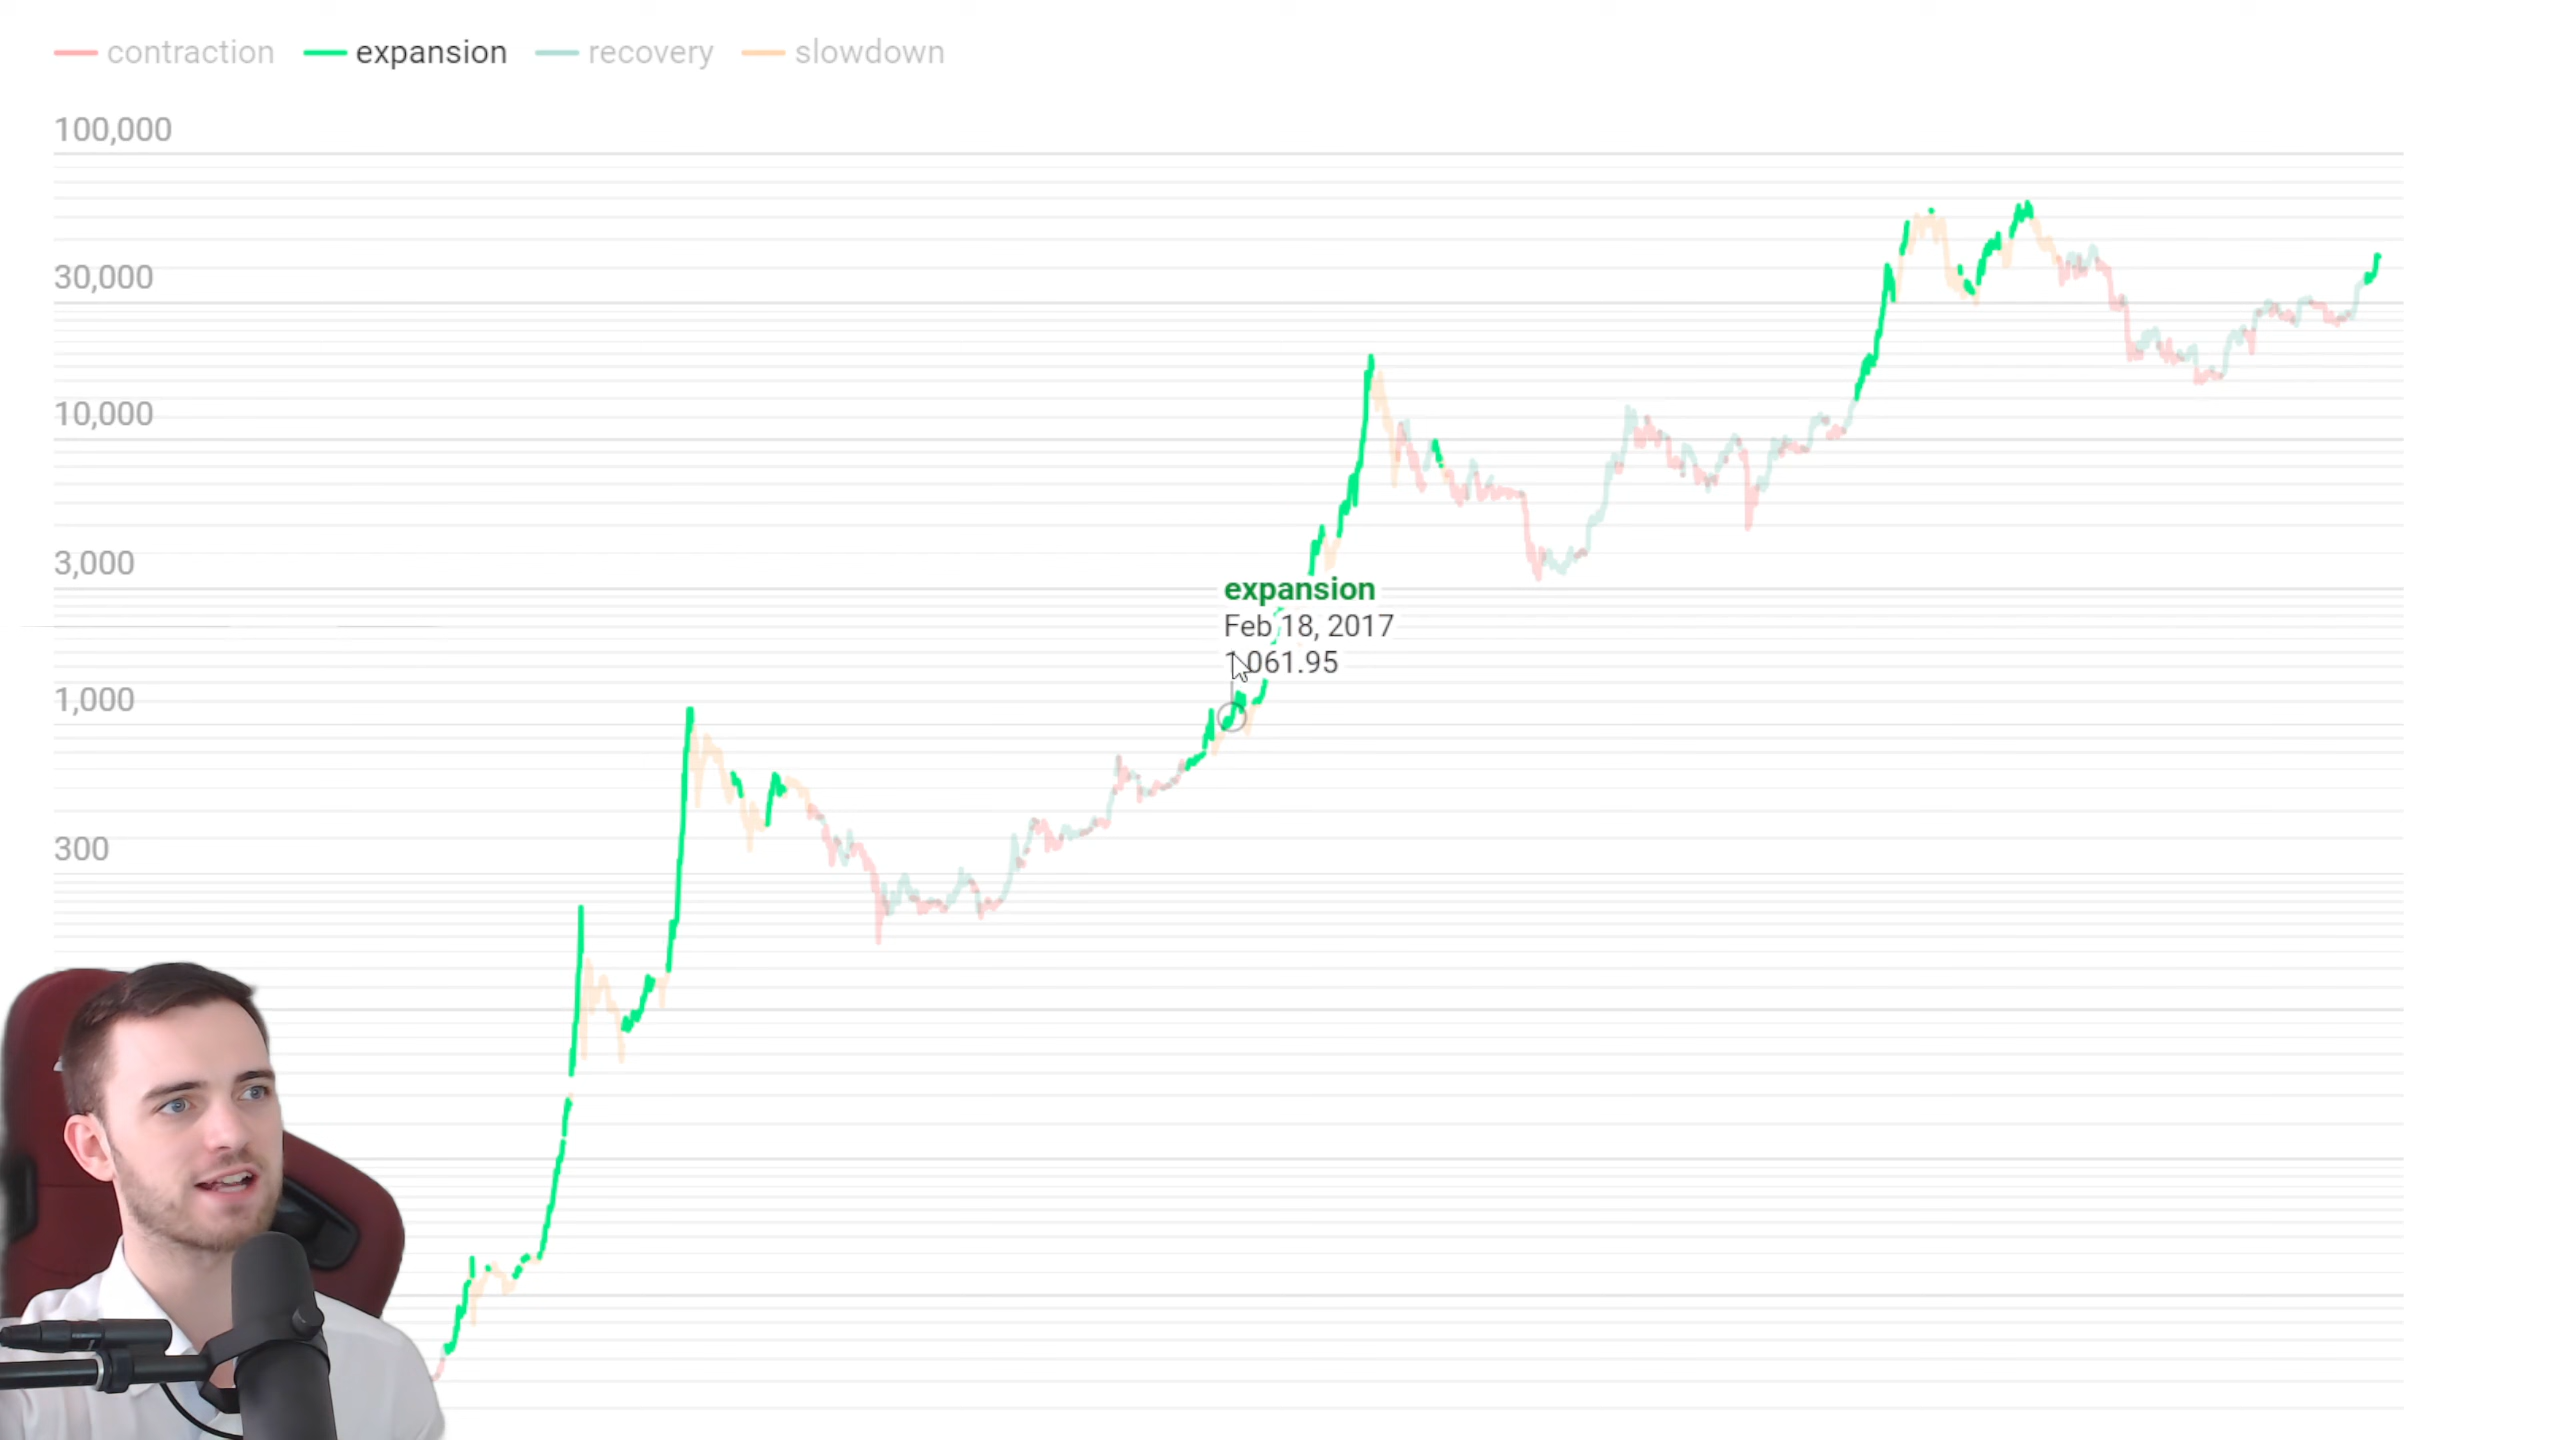 contraction expansion recovery slowdown
100,000
30,000
10,000
3,000
expansion
Feb 18, 2017
1,061.95
1,000
300